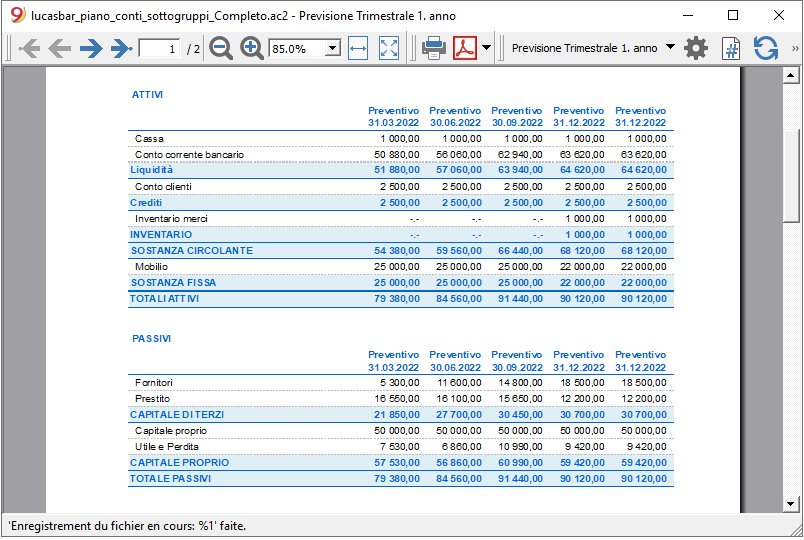 lucasbar_piano_conti_sottogruppi_Completo.ac2 - Previsione Trimestrale 1. anno
1 / 2 85.0% Previsione Trimestrale 1. anno
ATTIVI
Preventivo Preventivo Preventivo Preventivo Preventivo
31.03.2022 30.06.2022 30.09.2022 31.12.2022 31.12.2022
Cassa 1 000,00 1 000,00 1 000,00 1 000,00 1 000,00
Conto corrente bancario 50 880,00 56 060,00 62 940,00 63 620,00 63 620,00
Liquidità 51 880,00 57 060,00 63 940,00 64 620,00 64 620,00
Conto clienti 2 500,00 2 500,00 2 500,00 2 500,00 2 500,00
Crediti 2 500,00 2 500,00 2 500,00 2 500,00 2 500,00
Inventario merci -.- -.- -.- 1 000,00 1 000,00
INVENTARIO -.- -.- -.- 1 000,00 1 000,00
SOSTANZA CIRCOLANTE 54 380,00 59 560,00 66 440,00 68 120,00 68 120,00
Mobilio 25 000,00 25 000,00 25 000,00 22 000,00 22 000,00
SOSTANZA FISSA 25 000,00 25 000,00 25 000,00 22 000,00 22 000,00
TOTALI ATTIVI 79 380,00 84 560,00 91 440,00 90 120,00 90 120,00
PASSIVI
Preventivo Preventivo Preventivo Preventivo Preventivo
31.03.2022 30.06.2022 30.09.2022 31.12.2022 31.12.2022
Fornitori 5 300,00 11 600,00 14 800,00 18 500,00 18 500,00
Prestito 16 550,00 16 100,00 15 650,00 12 200,00 12 200,00
CAPITALE DI TERZI 21 850,00 27 700,00 30 450,00 30 700,00 30 700,00
Capitale proprio 50 000,00 50 000,00 50 000,00 50 000,00 50 000,00
Utile e Perdita 7 530,00 6 860,00 10 990,00 9 420,00 9 420,00
CAPITALE PROPRIO 57 530,00 56 860,00 60 990,00 59 420,00 59 420,00
TOTALE PASSIVI 79 380,00 84 560,00 91 440,00 90 120,00 90 120,00
'Enregistrement du fichier en cours: %1' faite.